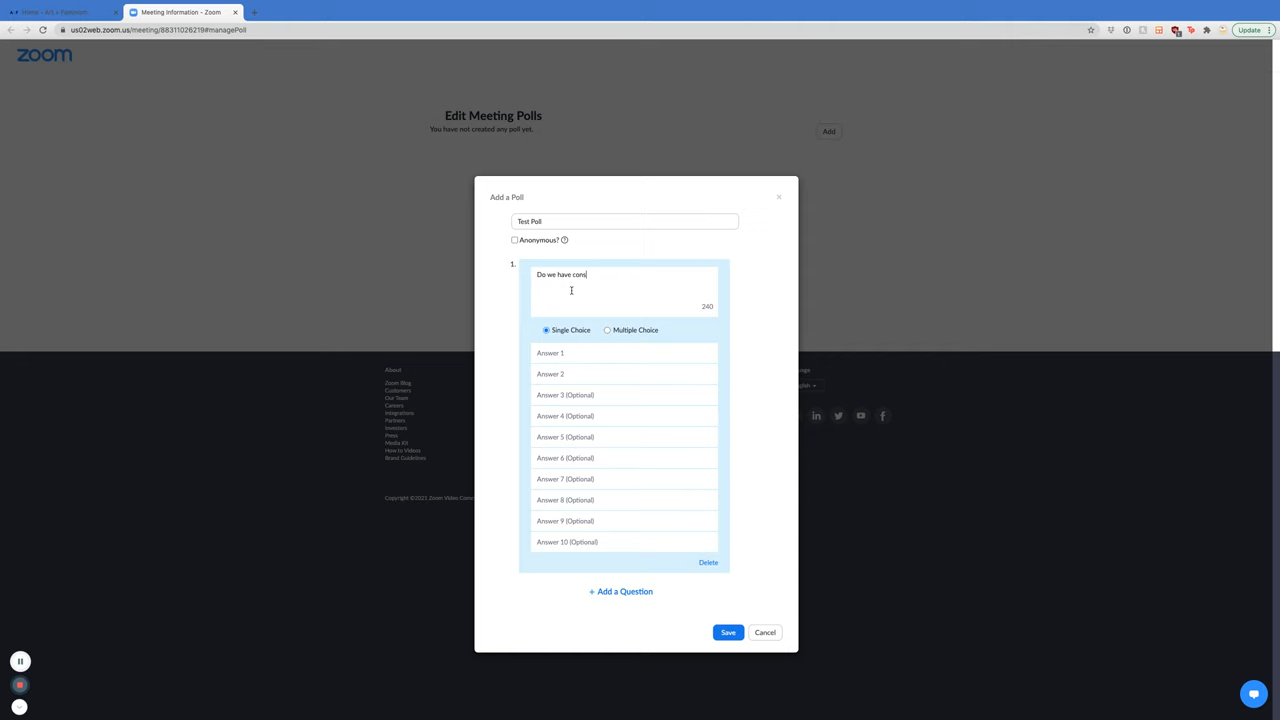 Home - Art + Feminism
Meeting Information - Zoom
us02web.zoom.us/meeting/88311026219#managePoll
Update
zoom
Edit Meeting Polls
You have not created any poll yet.
Add
Add a Poll
Test Poll
Anonymous?
1.
Do we have cons
240
Single Choice
Multiple Choice
Answer 1
Answer 2
Answer 3 (Optional)
Answer 4 (Optional)
Answer 5 (Optional)
Answer 6 (Optional)
Answer 7 (Optional)
Answer 8 (Optional)
Answer 9 (Optional)
Answer 10 (Optional)
Delete
+ Add a Question
Save
Cancel
About
Zoom Blog
Customers
Our Team
Careers
Integrations
Partners
Investors
Press
Media Kit
How to Videos
Brand Guidelines
Copyright ©2021 Zoom Video Comm
uage
nglish